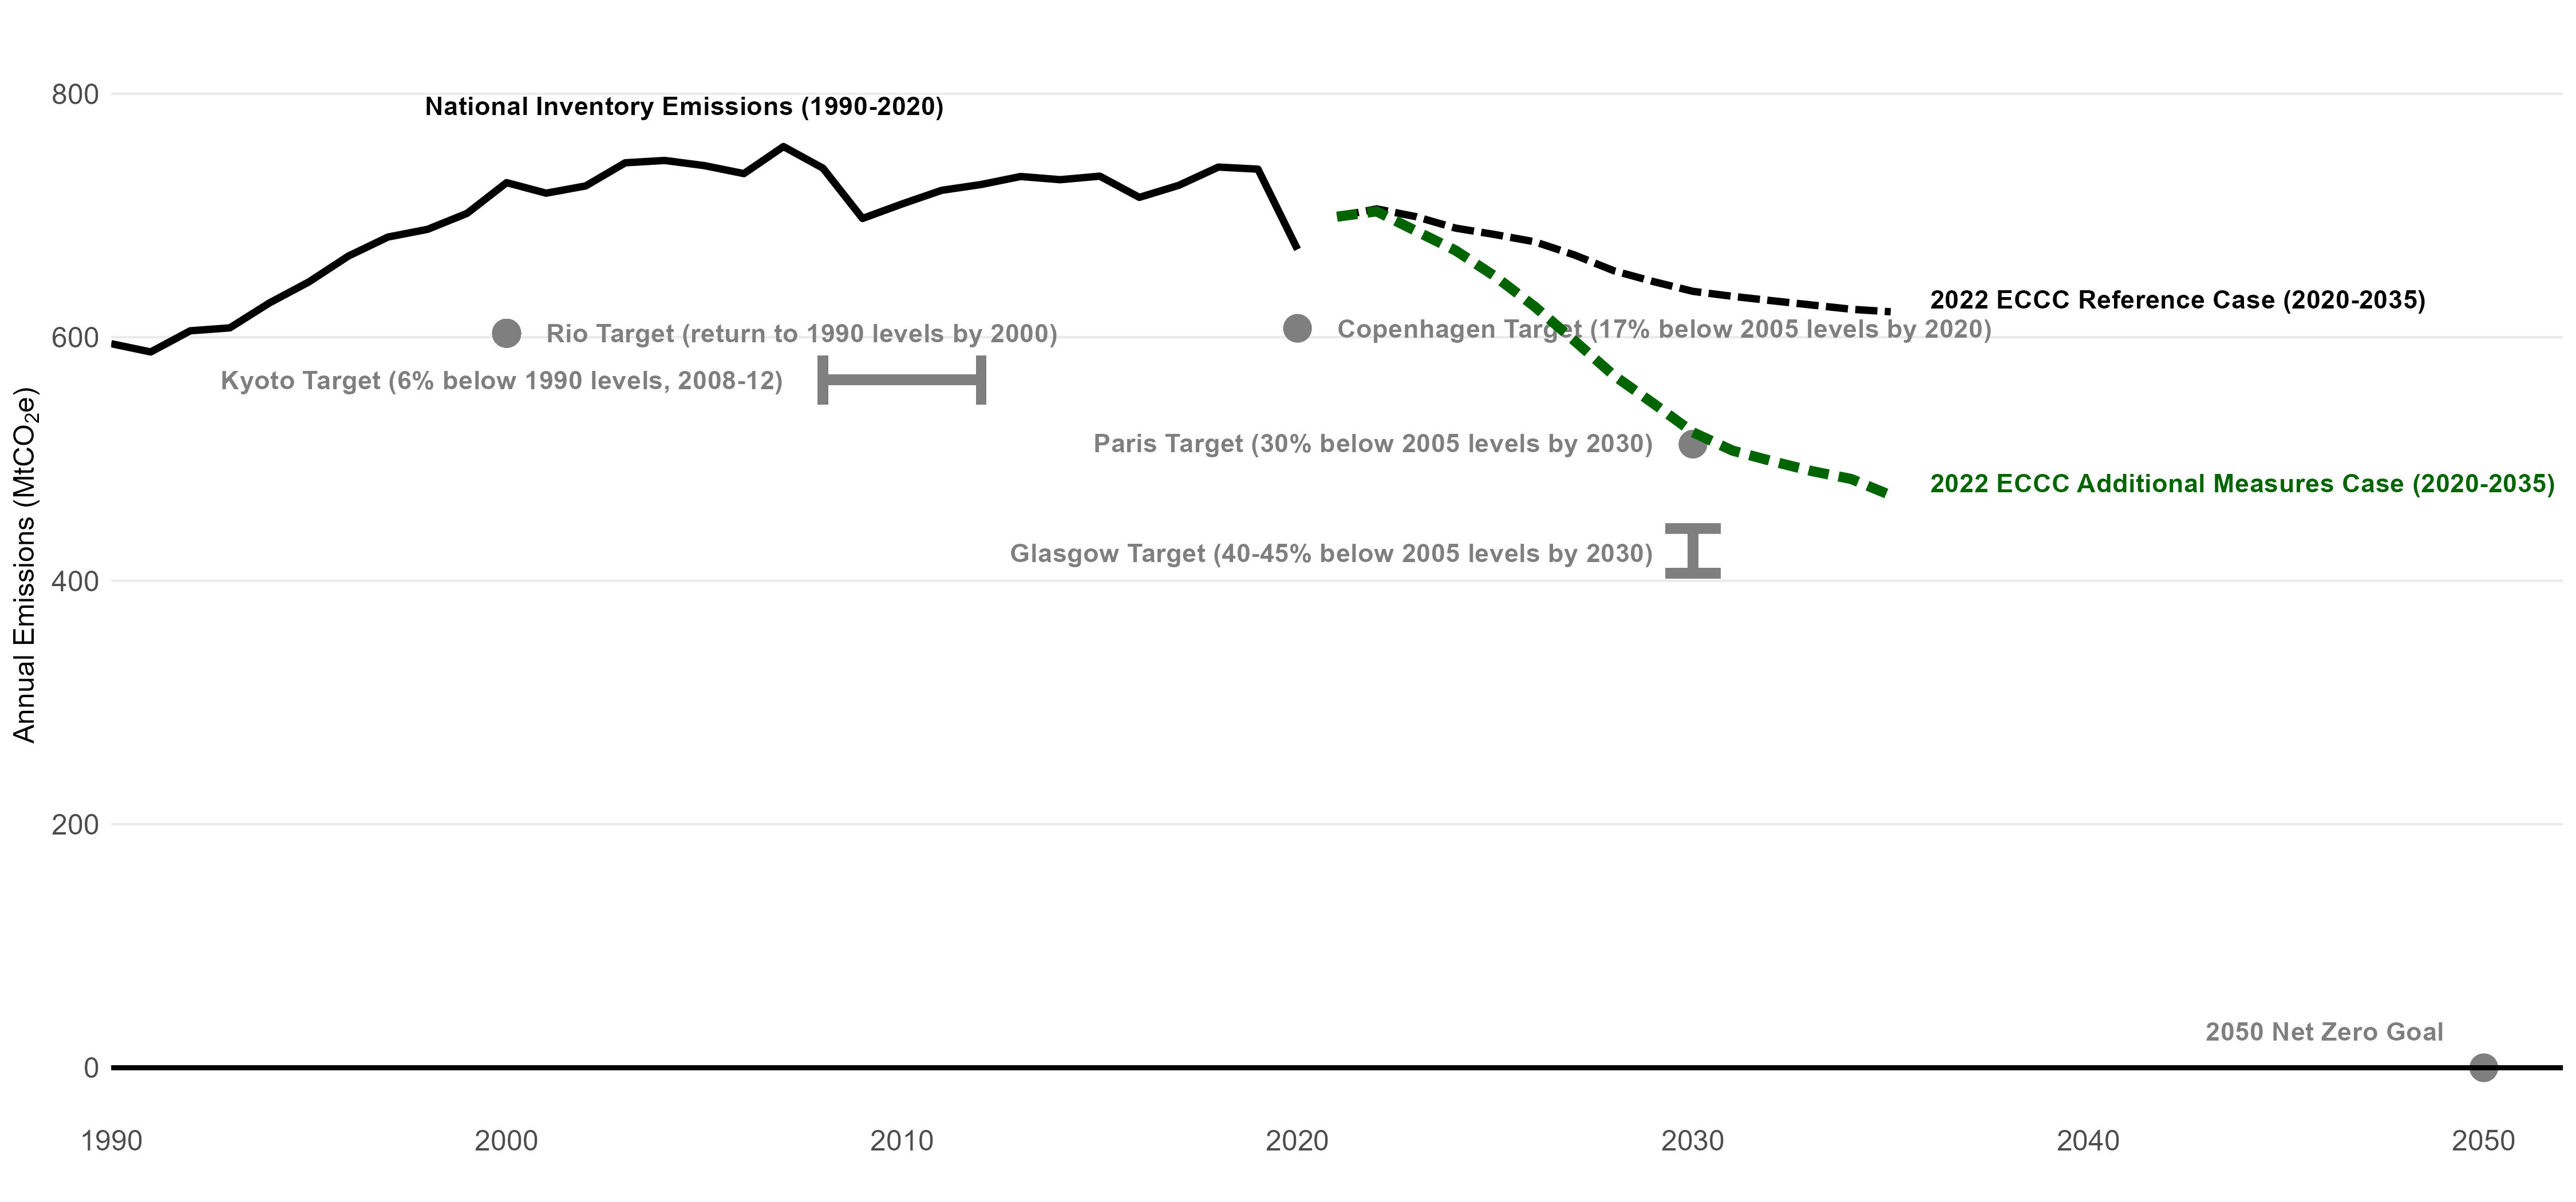 800
National Inventory Emissions (1990-2020)
2022 ECCC Reference Case (2020-2035)
600
Rio Target (return to 1990 levels by 2000)
Copenhagen Target (17% below 2005 levels by 2020)
Kyoto Target (6% below 1990 levels, 2008-12)
Paris Target (30% below 2005 levels by 2030)
2022 ECCC Additional Measures Case (2020-2035)
Glasgow Target (40-45% below 2005 levels by 2030)
400
Annual Emissions (MtCO₂e)
200
2050 Net Zero Goal
0
1990 2000 2010 2020 2030 2040 2050